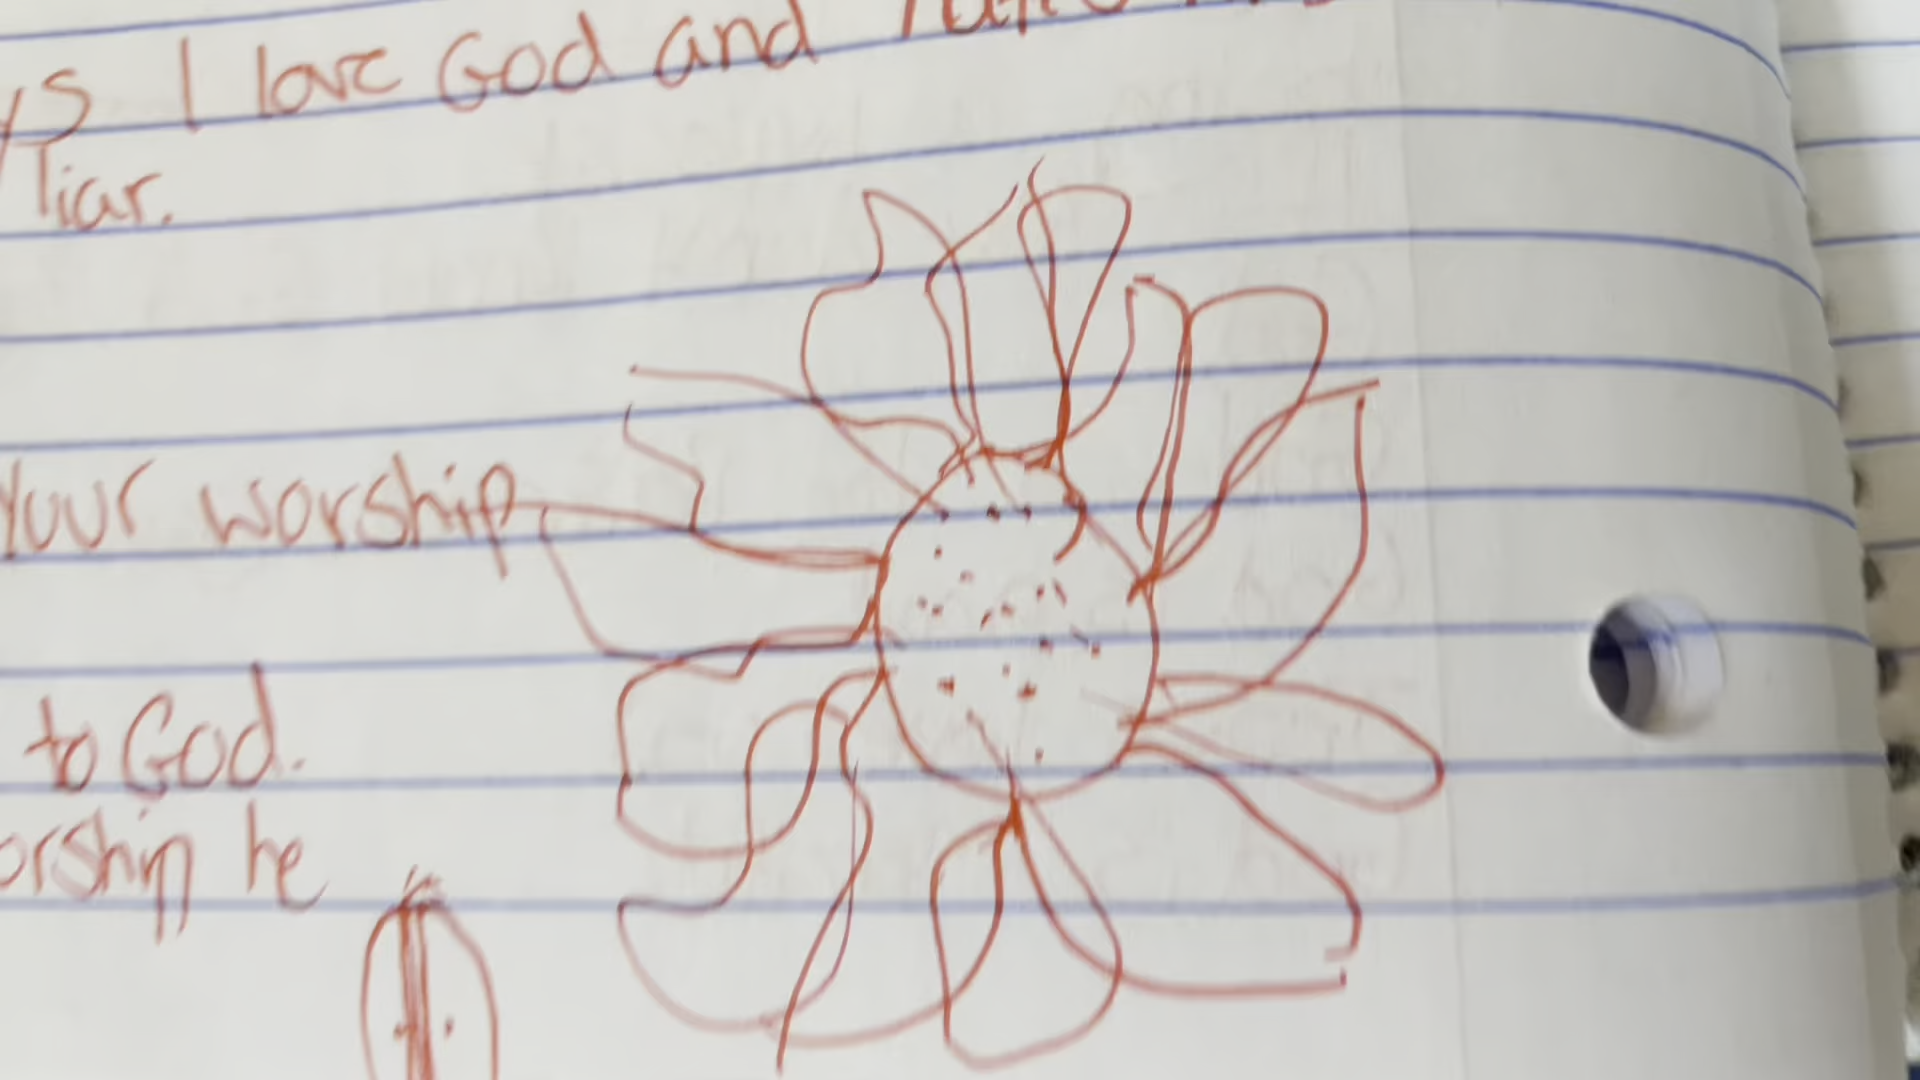 ys I love God and
liar.
Your worship
to God.
orship he